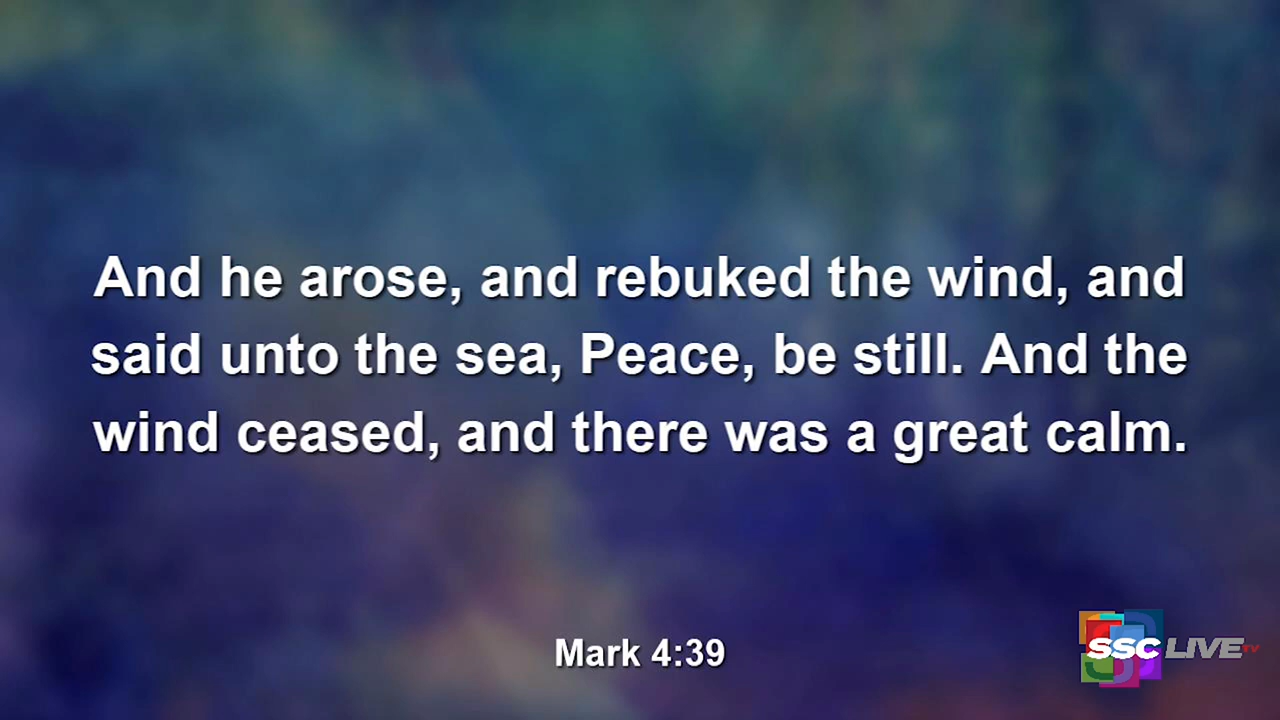 And he arose, and rebuked the wind, and
said unto the sea, Peace, be still. And the
wind ceased, and there was a great calm.
Mark 4:39
SSC LIVE TV